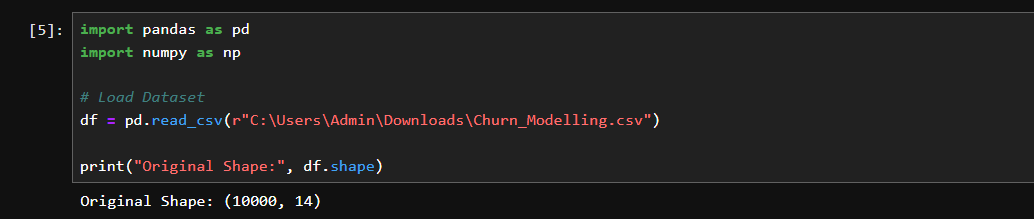 [5]:
import pandas as pd
import numpy as np
# Load Dataset
df = pd.read_csv(r"C:\Users\Admin\Downloads\Churn_Modelling.csv")
print("Original Shape:", df.shape)
Original Shape: (10000, 14)